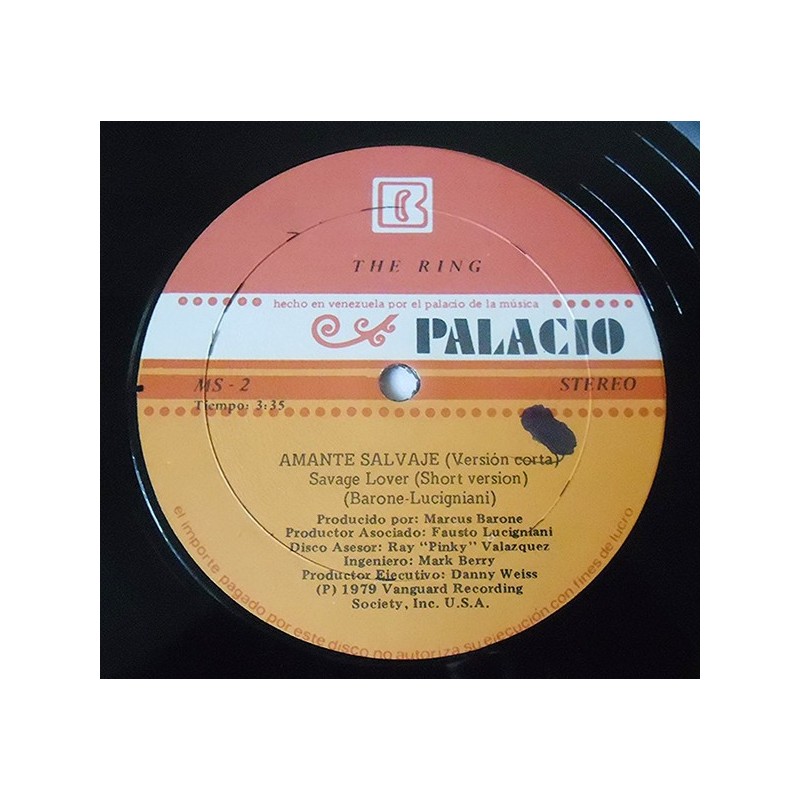 THE RING
hecho en venezuela por el palacio de la música
PALACIO
MS - 2
STEREO
Tiempo: 3:35
AMANTE SALVAJE (Versión corta)
Savage Lover (Short version)
(Barone-Lucigniani)
Producido por: Marcus Barone
Productor Asociado: Fausto Lucigniani
Disco Asesor: Ray "Pinky" Valazquez
Ingeniero: Mark Berry
Productor Ejecutivo: Danny Weiss
(P) 1979 Vanguard Recording
Society, Inc. U.S.A.
el importe pagado por este disco no autoriza su ejecución con fines de lucro